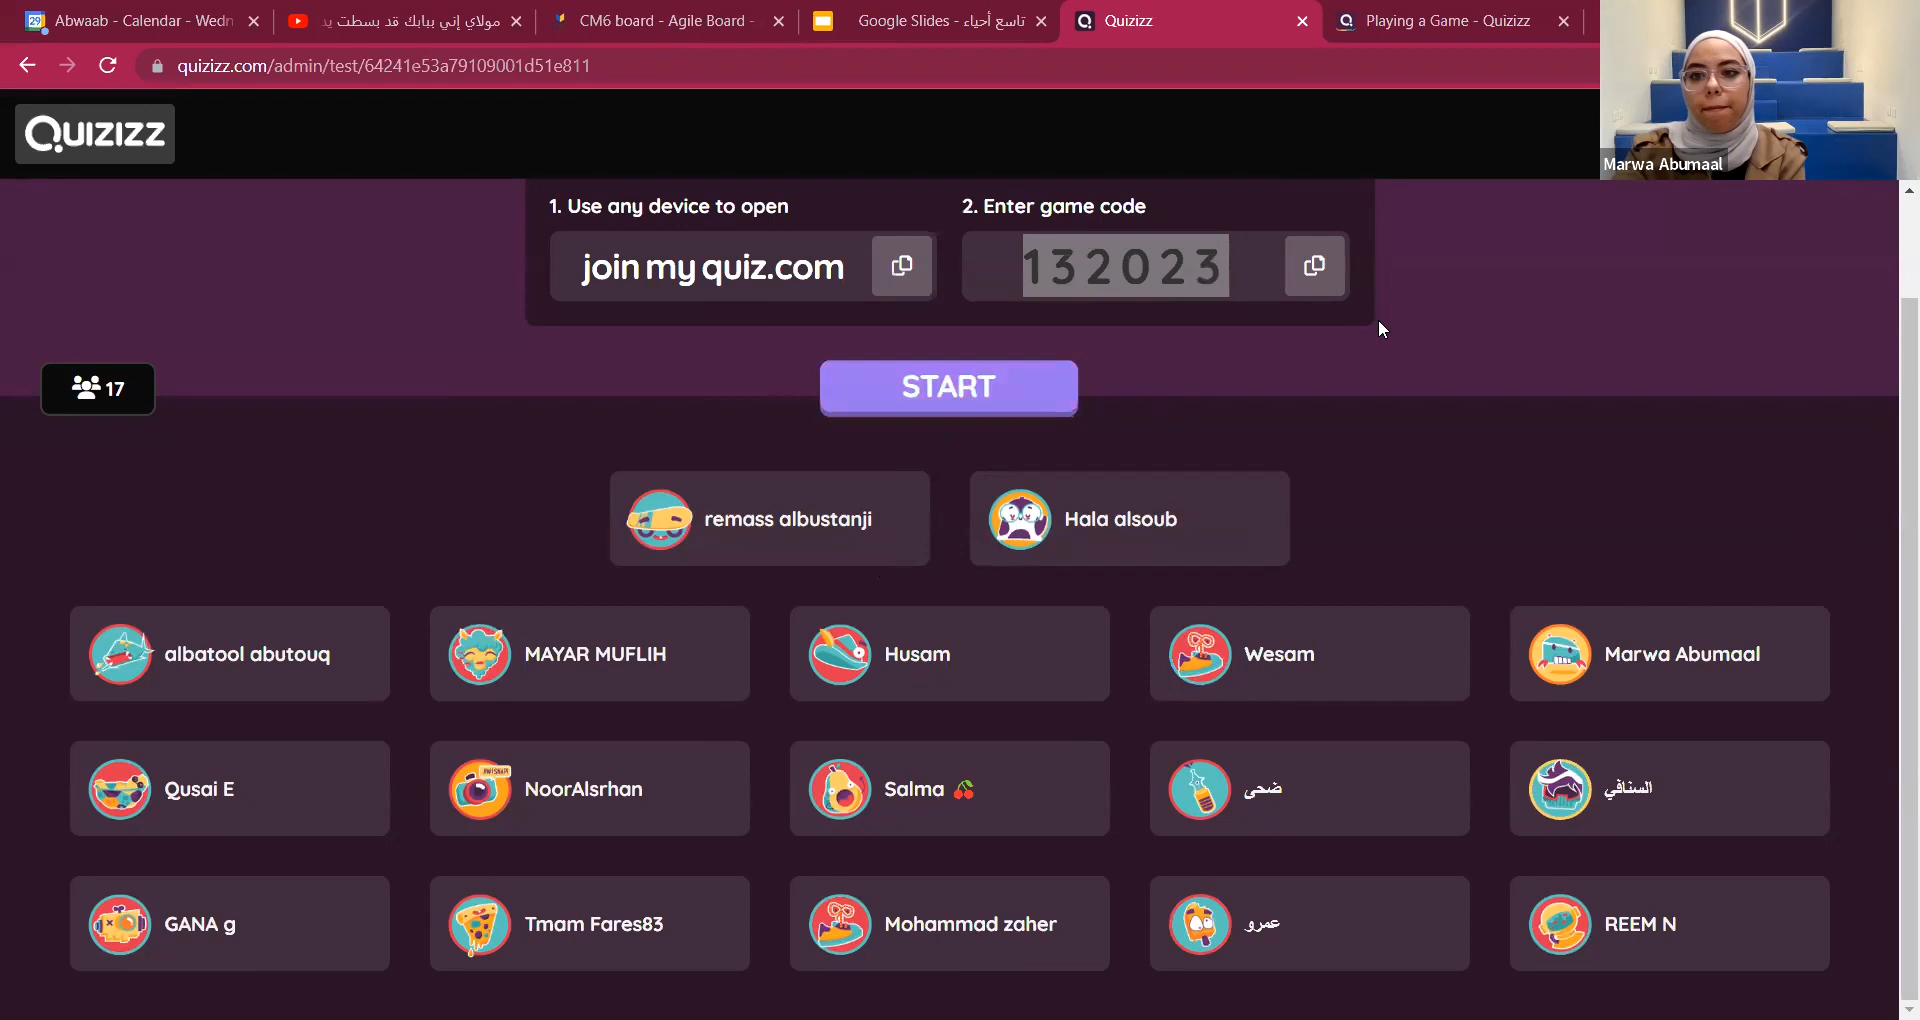 Abwaab - Calendar - Wedn
مولاي إني ببابك قد بسطت يد
CM6 board - Agile Board -
تاسع أحياء - Google Slides
Quizizz
Playing a Game - Quizizz
quizizz.com/admin/test/64241e53a79109001d51e811
QUIZIZZ
Marwa Abumaal
1. Use any device to open
2. Enter game code
join my quiz.com
132023
17
START
remass albustanji
Hala alsoub
albatool abutouq
MAYAR MUFLIH
Husam
Wesam
Marwa Abumaal
Qusai E
NoorAlsrhan
Salma 🍒
ضحى
السنافي
GANA g
Tmam Fares83
Mohammad zaher
عمرو
REEM N